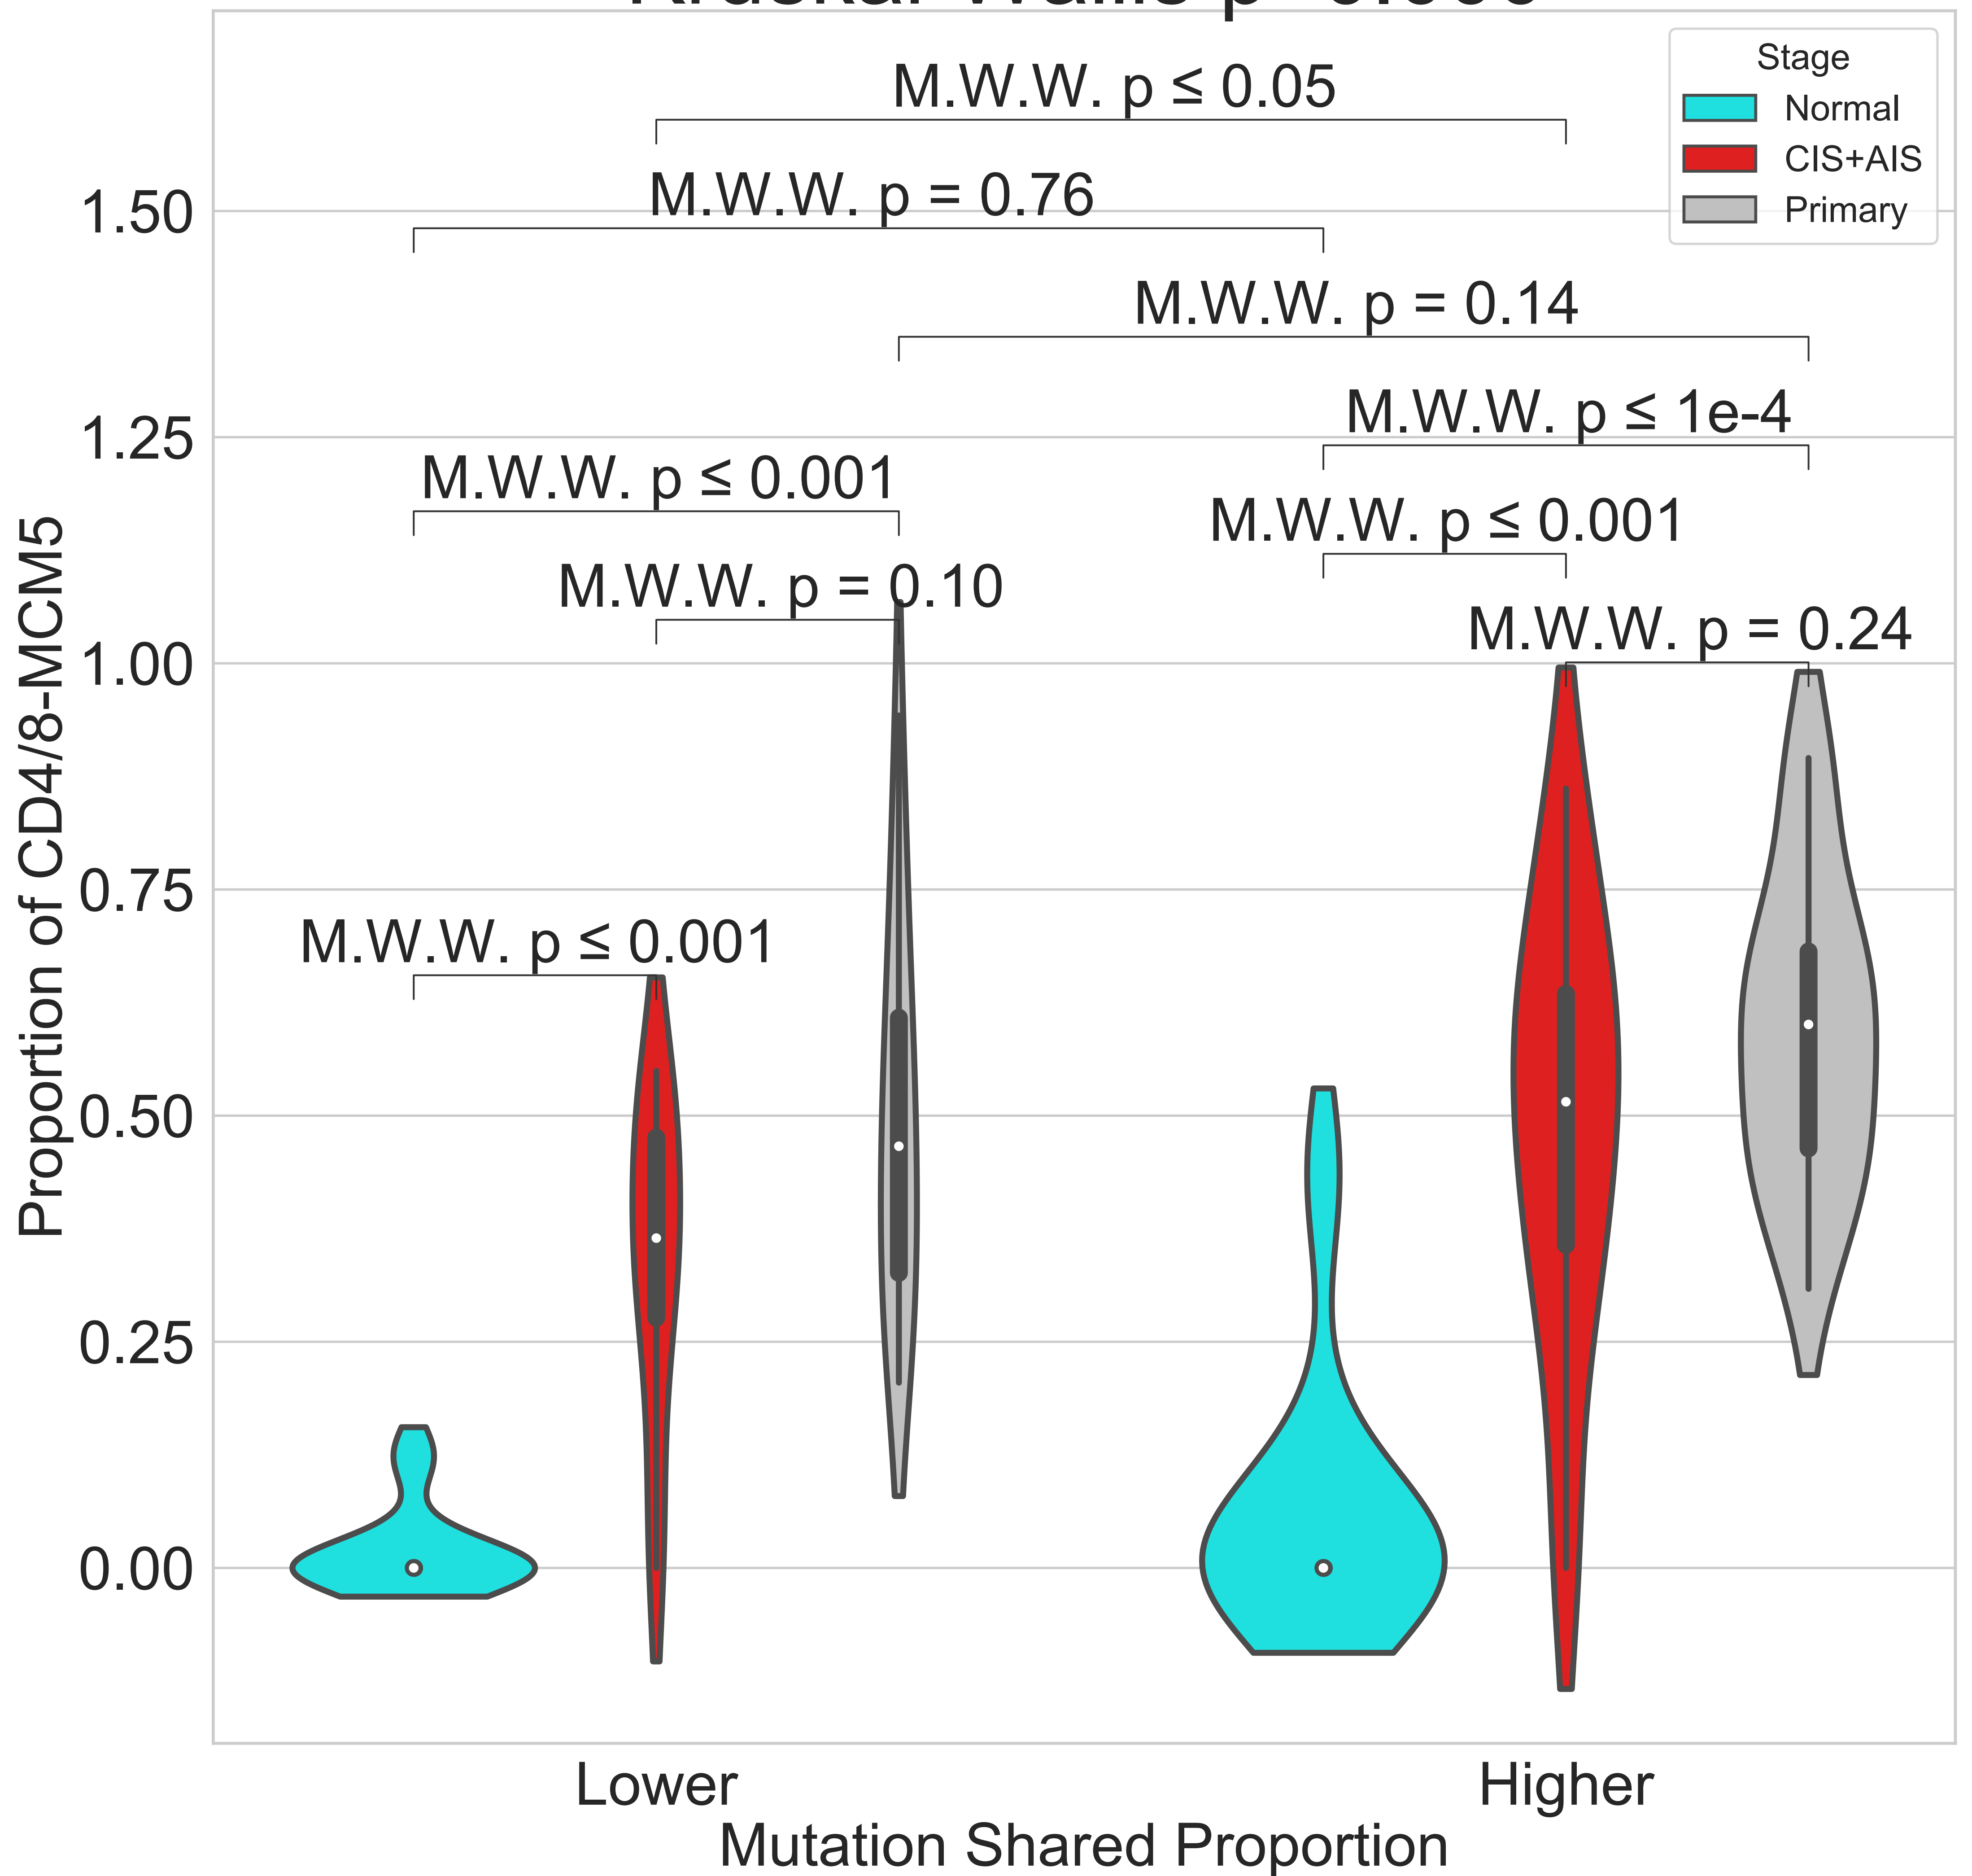 Stage
Normal
CIS+AIS
Primary
M.W.W. p ≤ 0.05
M.W.W. p = 0.76
M.W.W. p = 0.14
M.W.W. p ≤ 1e-4
M.W.W. p ≤ 0.001
M.W.W. p ≤ 0.001
M.W.W. p = 0.10
M.W.W. p = 0.24
M.W.W. p ≤ 0.001
1.50
1.25
1.00
0.75
0.50
0.25
0.00
Proportion of CD4/8-MCM5
Lower
Higher
Mutation Shared Proportion